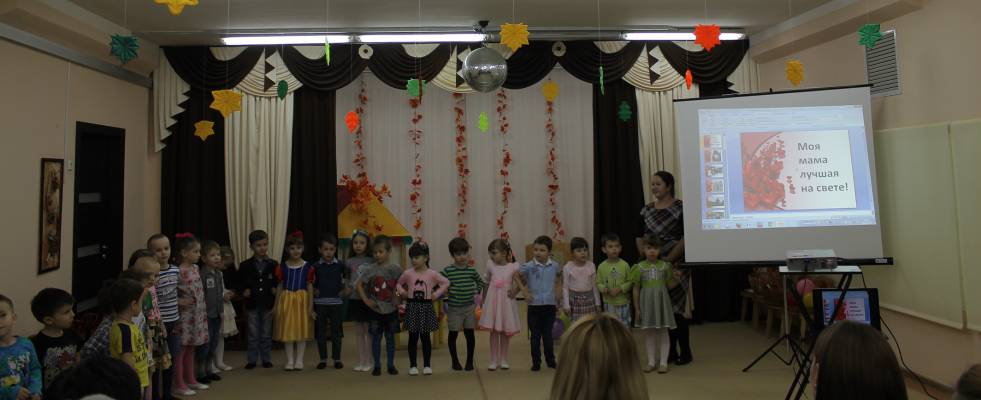 Моя
мама
лучшая
на свете!